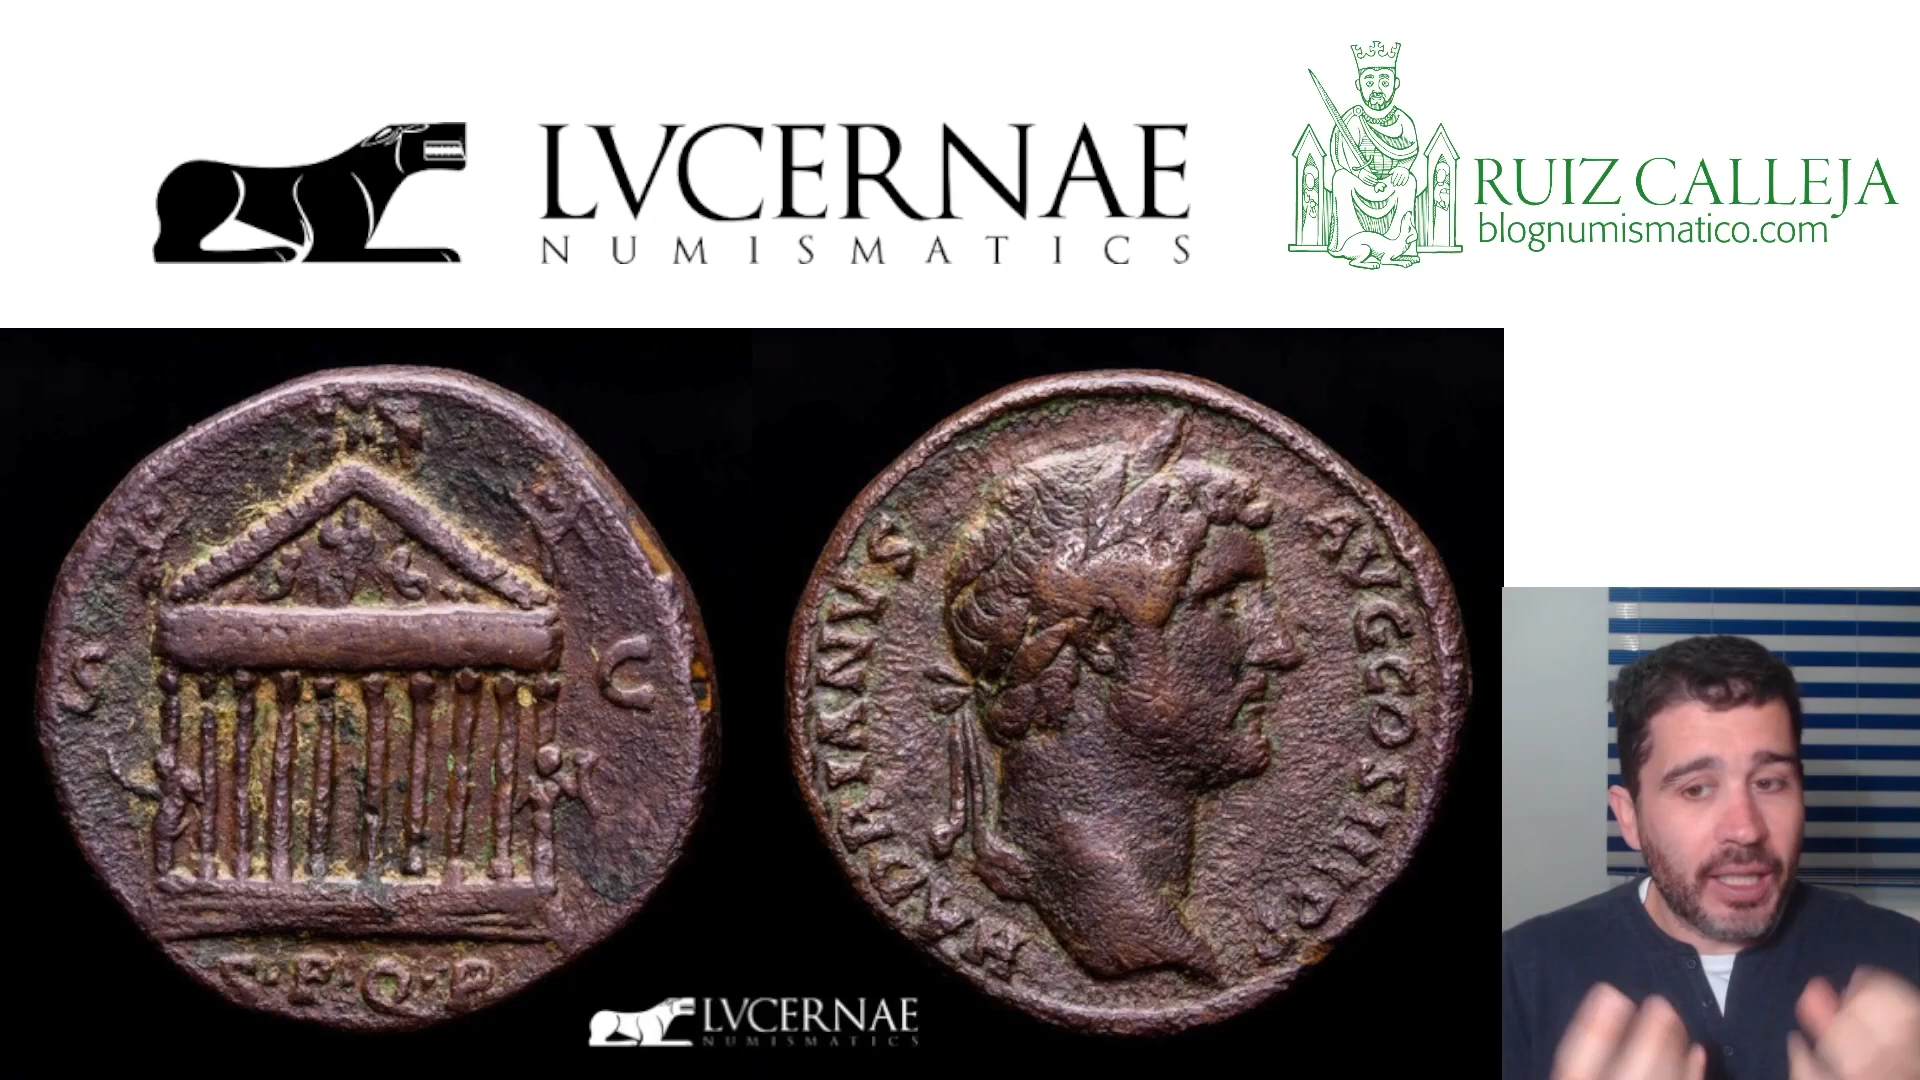 LVCERNAE
NUMISMATICS
RUIZ CALLEJA
blognumismatico.com
S C
S·P·Q·R
HADRIANVS AVG COS III P P
LVCERNAE
NUMISMATICS